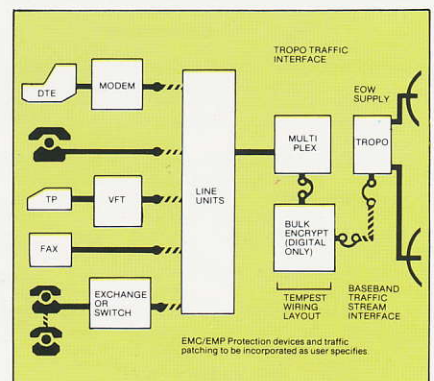 TROPO TRAFFIC
INTERFACE
DTE
MODEM
EOW
SUPPLY
MULTI
PLEX
TROPO
TP
VFT
LINE
UNITS
FAX
BULK
ENCRYPT
(DIGITAL
ONLY)
EXCHANGE
OR
SWITCH
TEMPEST
WIRING
LAYOUT
BASEBAND
TRAFFIC
STREAM
INTERFACE
EMC/EMP Protection devices and traffic
patching to be incorporated as user specifies.